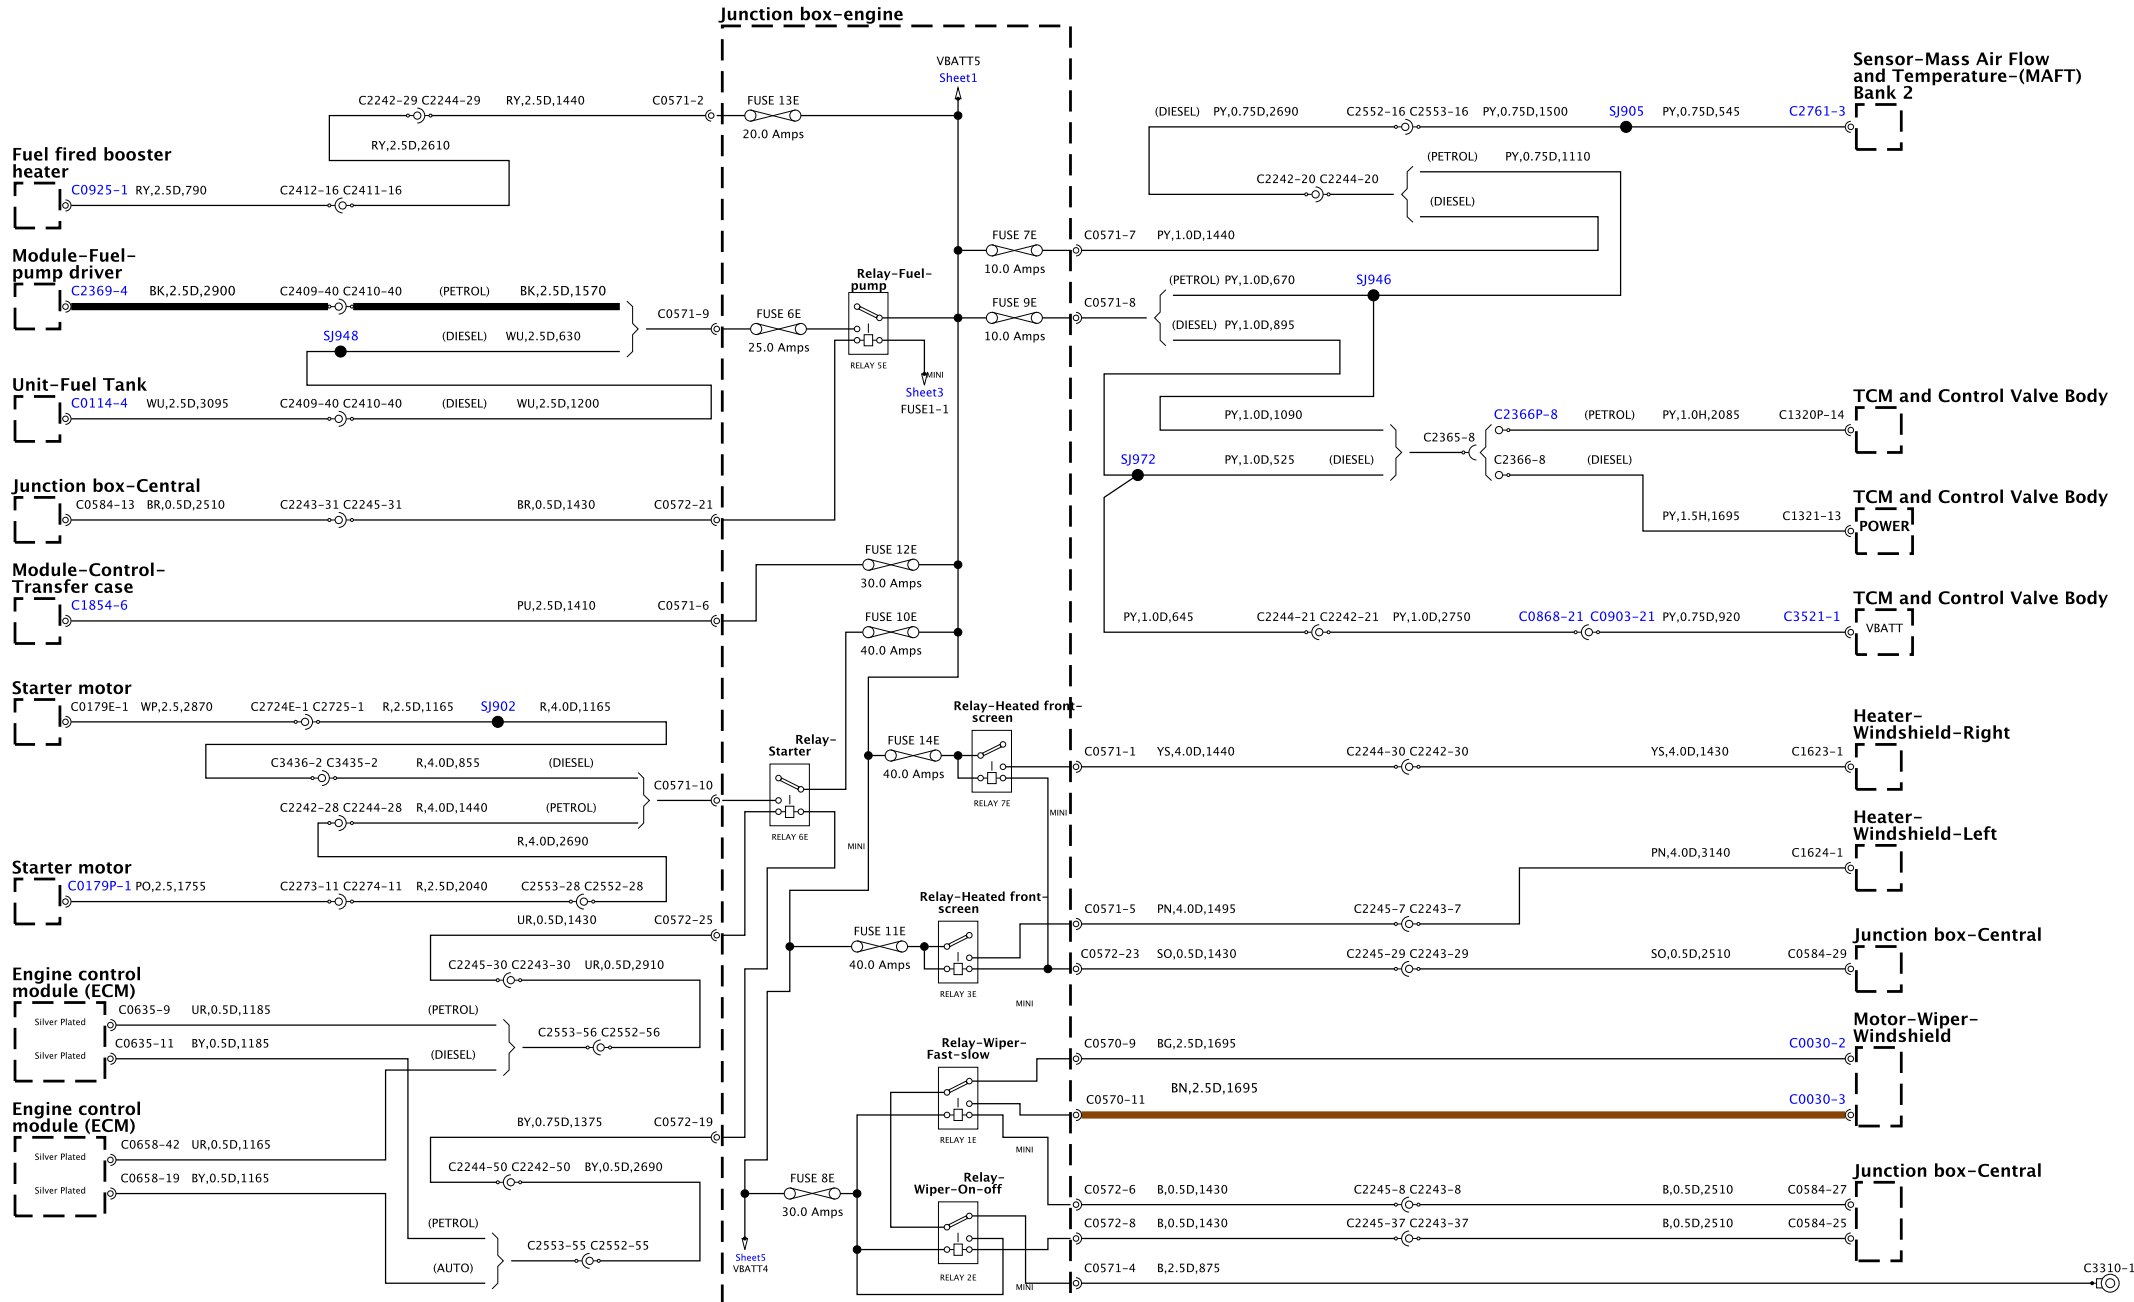 Junction box-engine
VBATT5
Sheet1
C2242-29 C2244-29
RY,2.5D,1440
C0571-2
FUSE 13E
20.0 Amps
RY,2.5D,2610
Fuel fired booster
heater
C0925-1
RY,2.5D,790
C2412-16 C2411-16
Module-Fuel-
pump driver
C2369-4
BK,2.5D,2900
C2409-40 C2410-40
(PETROL)
BK,2.5D,1570
C0571-9
FUSE 6E
25.0 Amps
Relay-Fuel-
pump
RELAY 5E
MINI
Sheet3
FUSE1-1
SJ948
(DIESEL)
WU,2.5D,630
Unit-Fuel Tank
C0114-4
WU,2.5D,3095
C2409-40 C2410-40
(DIESEL)
WU,2.5D,1200
Junction box-Central
C0584-13
BR,0.5D,2510
C2243-31 C2245-31
BR,0.5D,1430
C0572-21
FUSE 12E
30.0 Amps
Module-Control-
Transfer case
C1854-6
PU,2.5D,1410
C0571-6
FUSE 10E
40.0 Amps
Starter motor
C0179E-1
WP,2.5,2870
C2724E-1 C2725-1
R,2.5D,1165
SJ902
R,4.0D,1165
C3436-2 C3435-2
R,4.0D,855
(DIESEL)
C0571-10
Relay-
Starter
RELAY 6E
MINI
C2242-28 C2244-28
R,4.0D,1440
(PETROL)
R,4.0D,2690
Starter motor
C0179P-1
PO,2.5,1755
C2273-11 C2274-11
R,2.5D,2040
C2553-28 C2552-28
UR,0.5D,1430
C0572-25
C2245-30 C2243-30
UR,0.5D,2910
Engine control
module (ECM)
Silver Plated
C0635-9
UR,0.5D,1185
(PETROL)
C2553-56 C2552-56
Silver Plated
C0635-11
BY,0.5D,1185
(DIESEL)
Engine control
module (ECM)
Silver Plated
C0658-42
UR,0.5D,1165
BY,0.75D,1375
C0572-19
Silver Plated
C0658-19
BY,0.5D,1165
C2244-50 C2242-50
BY,0.5D,2690
(PETROL)
C2553-55 C2552-55
(AUTO)
Sheet5
VBATT4
FUSE 7E
10.0 Amps
FUSE 9E
10.0 Amps
Relay-Heated front-
screen
FUSE 14E
40.0 Amps
RELAY 7E
MINI
Relay-Heated front-
screen
FUSE 11E
40.0 Amps
RELAY 3E
MINI
Relay-Wiper-
Fast-slow
RELAY 1E
MINI
FUSE 8E
30.0 Amps
Relay-
Wiper-On-off
RELAY 2E
MINI
Sensor-Mass Air Flow
and Temperature-(MAFT)
Bank 2
(DIESEL)
PY,0.75D,2690
C2552-16 C2553-16
PY,0.75D,1500
SJ905
PY,0.75D,545
C2761-3
(PETROL)
PY,0.75D,1110
C2242-20 C2244-20
(DIESEL)
C0571-7
PY,1.0D,1440
(PETROL)
PY,1.0D,670
SJ946
C0571-8
(DIESEL)
PY,1.0D,895
TCM and Control Valve Body
PY,1.0D,1090
C2366P-8
(PETROL)
PY,1.0H,2085
C1320P-14
C2365-8
SJ972
PY,1.0D,525
(DIESEL)
C2366-8
(DIESEL)
TCM and Control Valve Body
PY,1.5H,1695
C1321-13
POWER
TCM and Control Valve Body
PY,1.0D,645
C2244-21 C2242-21
PY,1.0D,2750
C0868-21 C0903-21
PY,0.75D,920
C3521-1
VBATT
Heater-
Windshield-Right
C0571-1
YS,4.0D,1440
C2244-30 C2242-30
YS,4.0D,1430
C1623-1
Heater-
Windshield-Left
PN,4.0D,3140
C1624-1
C0571-5
PN,4.0D,1495
C2245-7 C2243-7
Junction box-Central
C0572-23
SO,0.5D,1430
C2245-29 C2243-29
SO,0.5D,2510
C0584-29
Motor-Wiper-
Windshield
C0570-9
BG,2.5D,1695
C0030-2
C0570-11
BN,2.5D,1695
C0030-3
Junction box-Central
C0572-6
B,0.5D,1430
C2245-8 C2243-8
B,0.5D,2510
C0584-27
C0572-8
B,0.5D,1430
C2245-37 C2243-37
B,0.5D,2510
C0584-25
C0571-4
B,2.5D,875
C3310-1